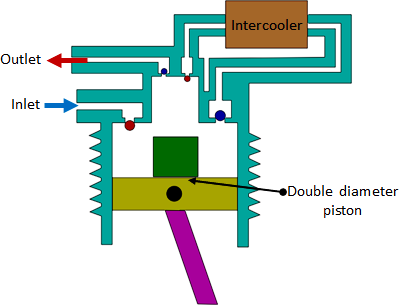 Intercooler
Outlet
Inlet
Double diameter
piston